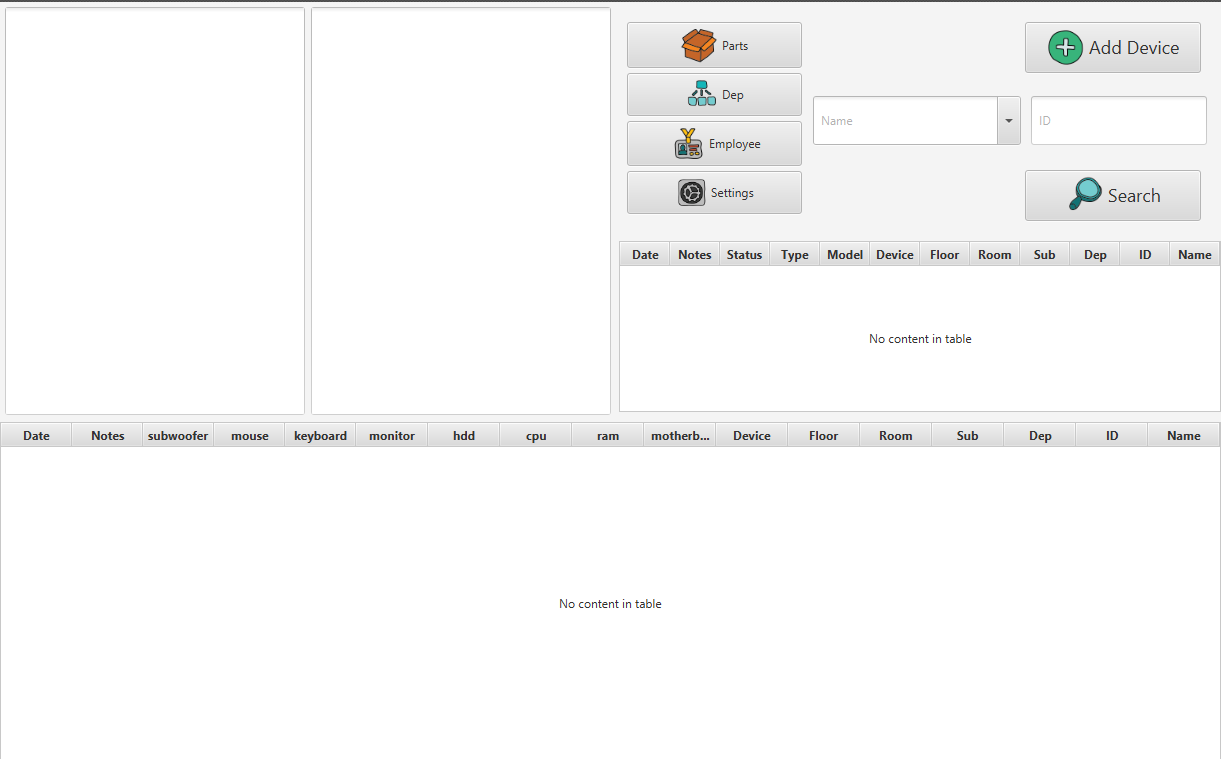 Parts
Add Device
Dep
Name
ID
Employee
Settings
Search
Date Notes Status Type Model Device Floor Room Sub Dep ID Name
No content in table
Date Notes subwoofer mouse keyboard monitor hdd cpu ram motherb... Device Floor Room Sub Dep ID Name
No content in table